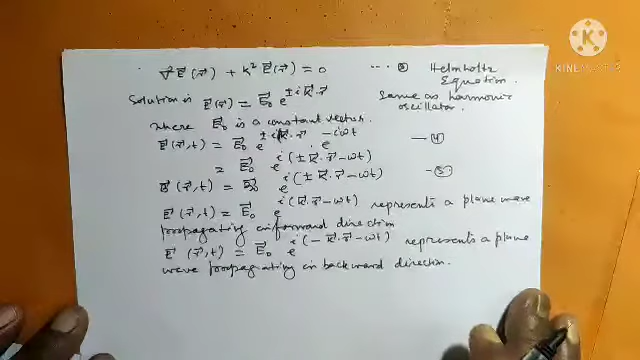 ∇² E⃗(r⃗) + K² E⃗(r⃗) = 0 --- ③ Helmholtz Equation.
Solution is E⃗(r⃗) = E⃗₀ e^{±i K⃗·r⃗} Same as harmonic oscillator.
where E⃗₀ is a constant vector.
E⃗(r⃗,t) = E⃗₀ e^{±i K⃗·r⃗} · e^{-iωt} —④
= E⃗₀ e^{i(±K⃗·r⃗-ωt)}
B⃗(r⃗,t) = B⃗₀ e^{i(±K⃗·r⃗-ωt)} —⑤
E⃗(r⃗,t) = E⃗₀ e^{i(K⃗·r⃗-ωt)} represents a plane wave
propagating in forward direction
E⃗(r⃗,t) = E⃗₀ e^{i(-K⃗·r⃗-ωt)} represents a plane
wave propagating in backward direction.
K
KINEMASTER